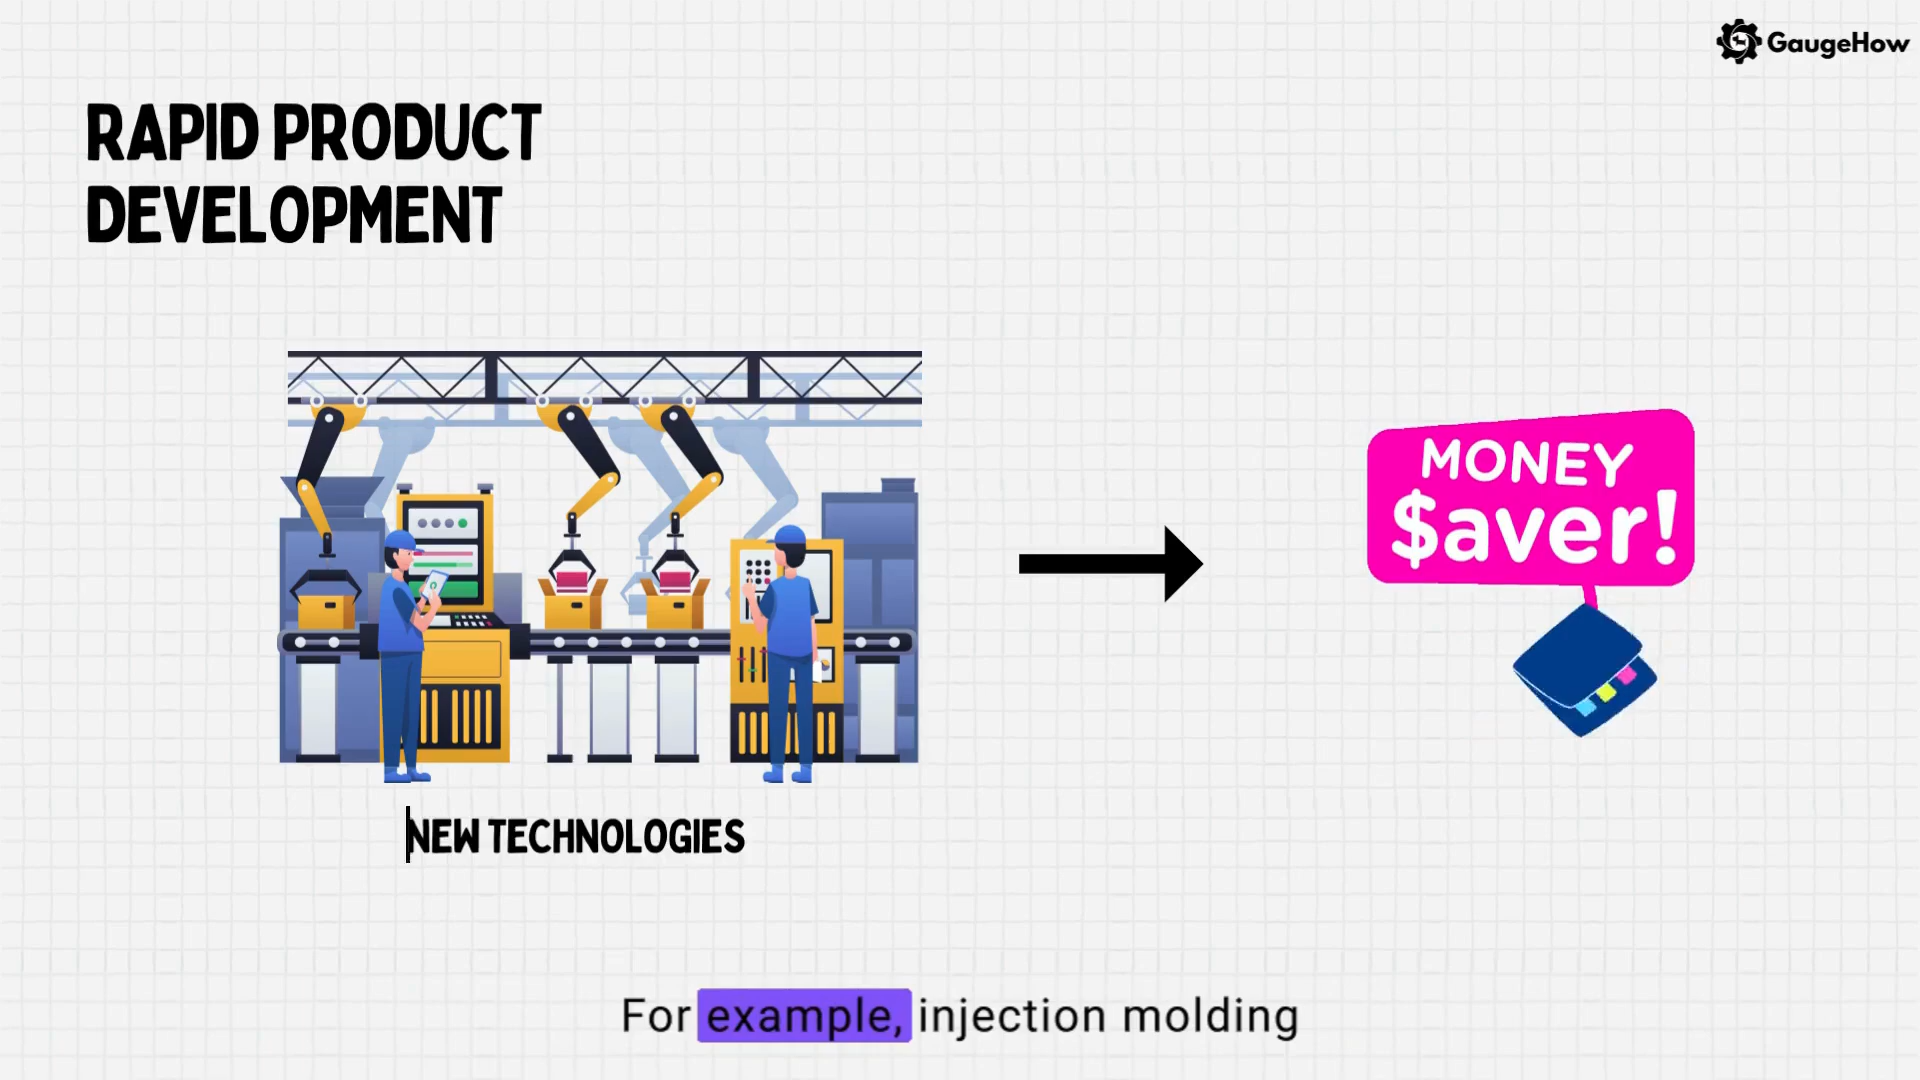 GaugeHow
RAPID PRODUCT
DEVELOPMENT
MONEY
$aver!
NEW TECHNOLOGIES
For example, injection molding